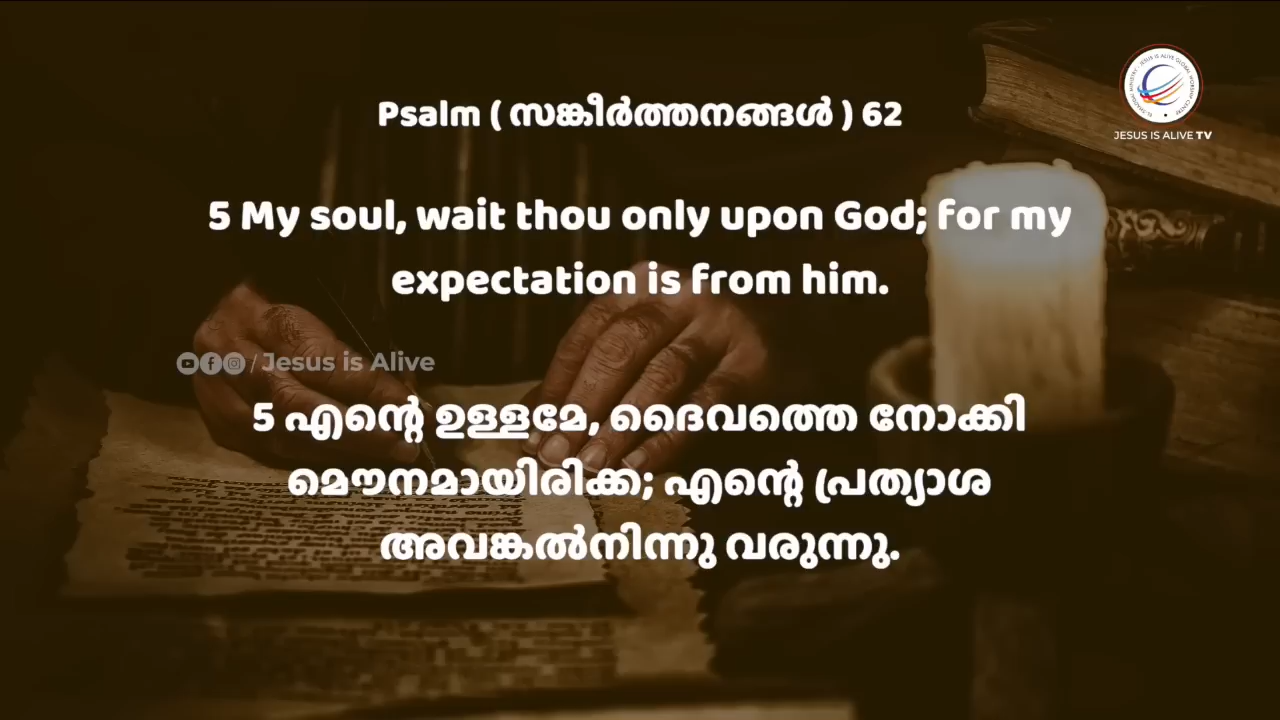 Psalm ( സങ്കീർത്തനങ്ങൾ ) 62
JESUS IS ALIVE TV
5 My soul, wait thou only upon God; for my
expectation is from him.
/ Jesus is Alive
5 എന്റെ ഉള്ളമേ, ദൈവത്തെ നോക്കി
മൌനമായിരിക്ക; എന്റെ പ്രത്യാശ
അവങ്കൽനിന്നു വരുന്നു.